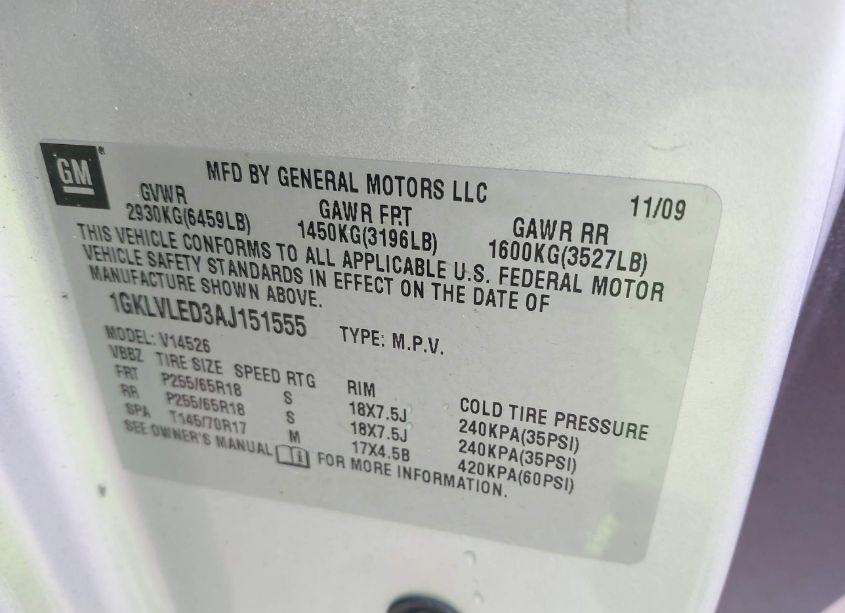 GM
MFD BY GENERAL MOTORS LLC 11/09
GVWR GAWR FRT GAWR RR
2930KG(6459LB) 1450KG(3196LB) 1600KG(3527LB)
THIS VEHICLE CONFORMS TO ALL APPLICABLE U.S. FEDERAL MOTOR
VEHICLE SAFETY STANDARDS IN EFFECT ON THE DATE OF
MANUFACTURE SHOWN ABOVE.
1GKLVLED3AJ151555 TYPE: M.P.V.
MODEL: V14526
VBBZ TIRE SIZE SPEED RTG RIM COLD TIRE PRESSURE
FRT P255/65R18 S 18X7.5J 240KPA(35PSI)
RR P255/65R18 S 18X7.5J 240KPA(35PSI)
SPA T145/70R17 M 17X4.5B 420KPA(60PSI)
SEE OWNER'S MANUAL FOR MORE INFORMATION.